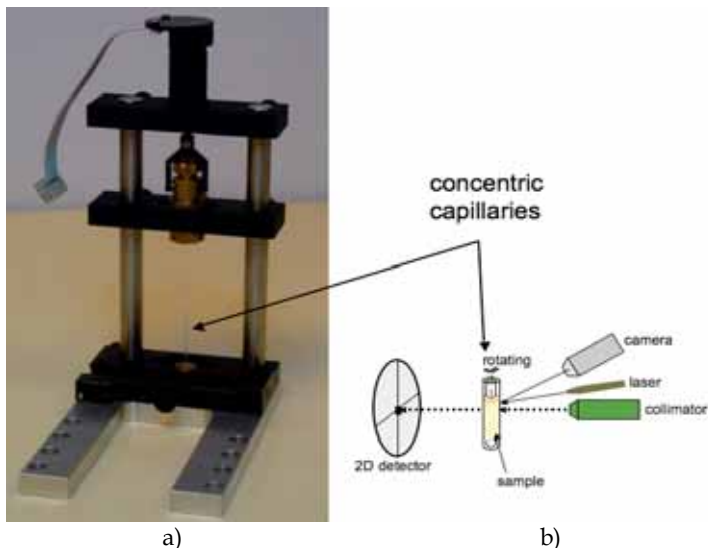 concentric
capillaries
camera
rotating
laser
collimator
2D detector
sample
a)
b)